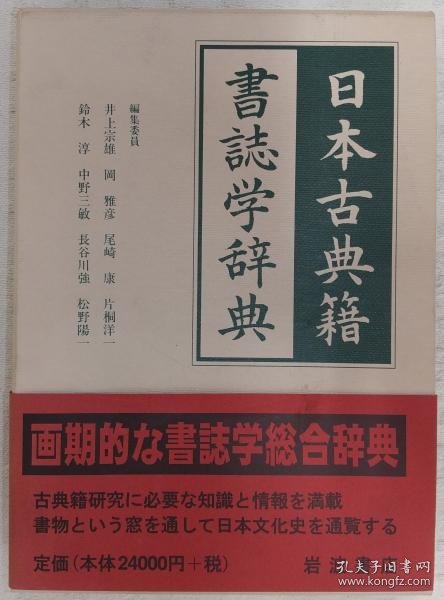 日本古典籍
書誌学辞典
編集委員
井上宗雄 岡 雅彦 尾崎 康 片桐洋一
鈴木 淳 中野三敏 長谷川強 松野陽一
画期的な書誌学総合辞典
古典籍研究に必要な知識と情報を満載
書物という窓を通して日本文化史を通覧する
定価(本体24000円+税)
岩波書店
孔夫子旧书网
www.kongfz.com